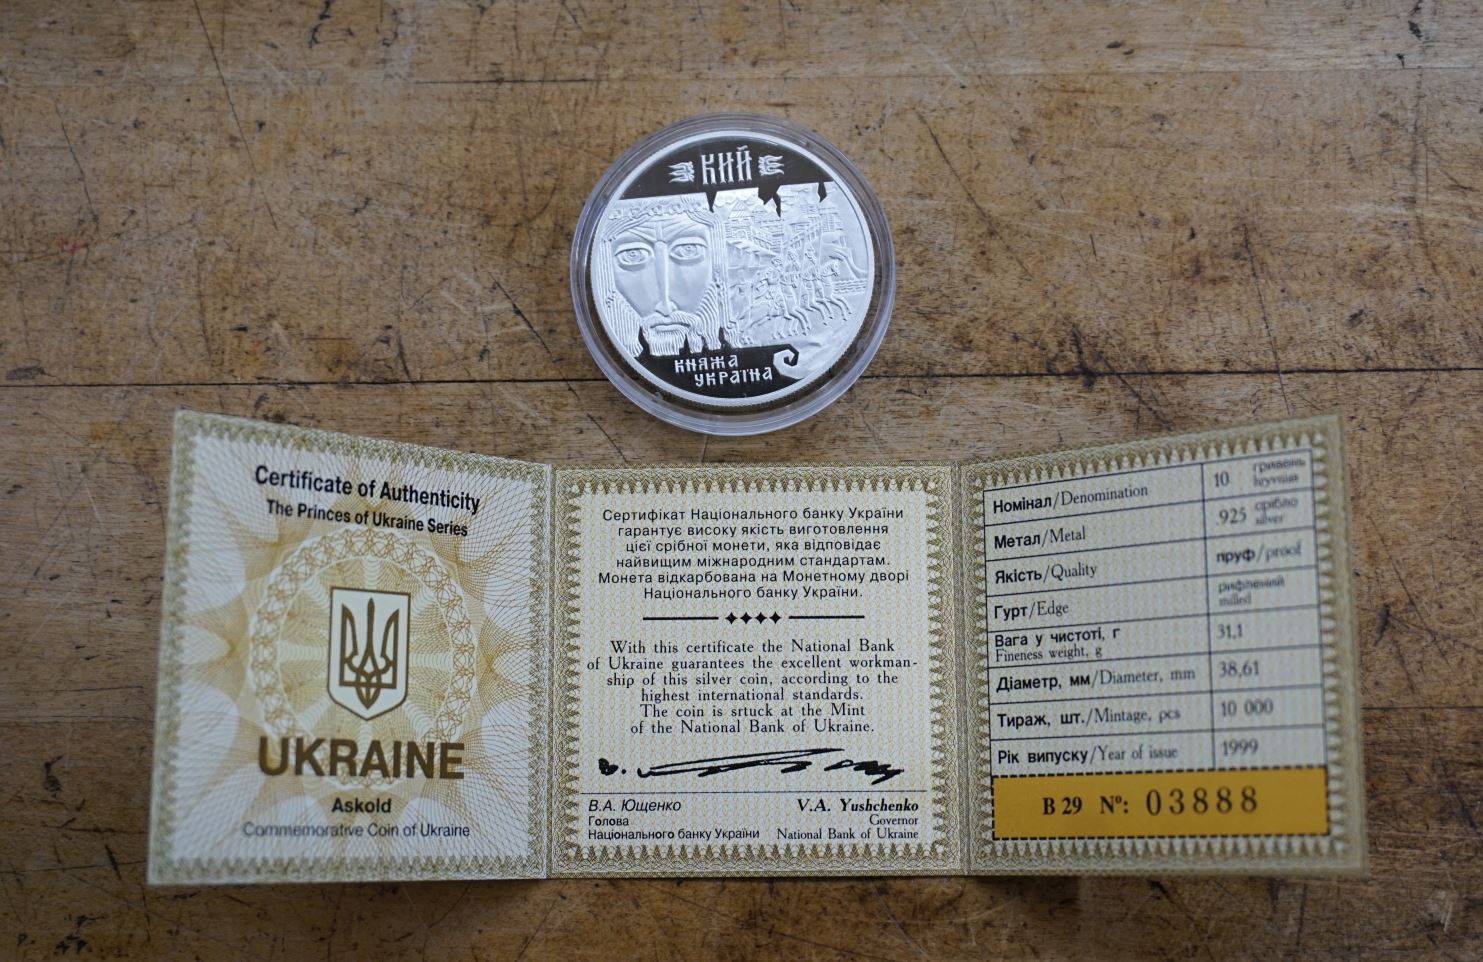 КИЙ
КНЯЖА
УКРАЇНА
Certificate of Authenticity
The Princes of Ukraine Series
UKRAINE
Askold
Commemorative Coin of Ukraine
Сертифікат Національного банку України
гарантує високу якість виготовлення
цієї срібної монети, яка відповідає
найвищим міжнародним стандартам.
Монета відкарбована на Монетному дворі
Національного банку України.
With this certificate the National Bank
of Ukraine guarantees the excellent workman-
ship of this silver coin, according to the
highest international standards.
The coin is srtuck at the Mint
of the National Bank of Ukraine.
В.А. Ющенко
Голова
Національного банку України
V.A. Yushchenko
Governor
National Bank of Ukraine
Номінал/Denomination 10 гривень hryvnias
Метал/Metal .925 срібло silver
Якість/Quality пруф/proof
Гурт/Edge рифлений milled
Вага у чистоті, г 31,1
Fineness weight, g
Діаметр, мм/Diameter, mm 38,61
Тираж, шт./Mintage, pcs 10 000
Рік випуску/Year of issue 1999
В 29 Nº: 03888